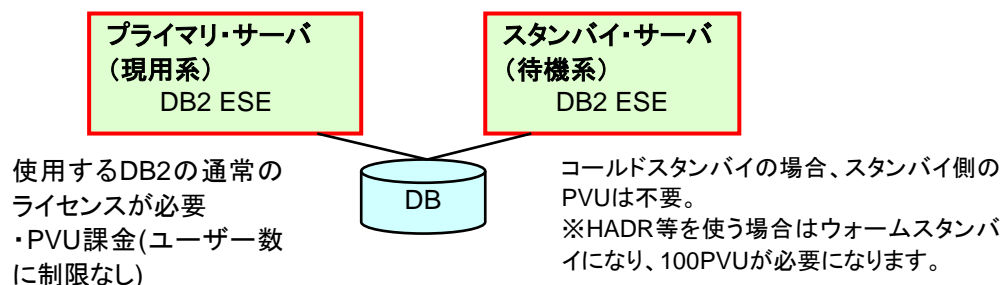 プライマリ・サーバ
（現用系）
DB2 ESE
スタンバイ・サーバ
（待機系）
DB2 ESE
DB
使用するDB2の通常の
ライセンスが必要
・PVU課金(ユーザー数
に制限なし)
コールドスタンバイの場合、スタンバイ側の
PVUは不要。
※HADR等を使う場合はウォームスタンバ
イになり、100PVUが必要になります。